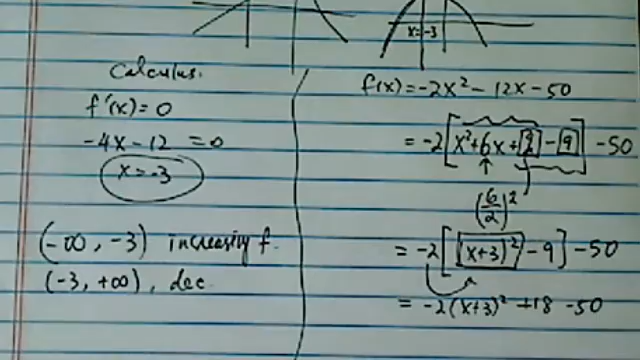 x=-3
Calculus.
f'(x)=0
-4x-12=0
x=-3
(-∞,-3) increasing f.
(-3,+∞), dec
f(x)=-2x²-12x-50
=-2[x²+6x+9-9]-50
(6/2)²
=-2[(x+3)²-9]-50
=-2(x+3)²+18-50